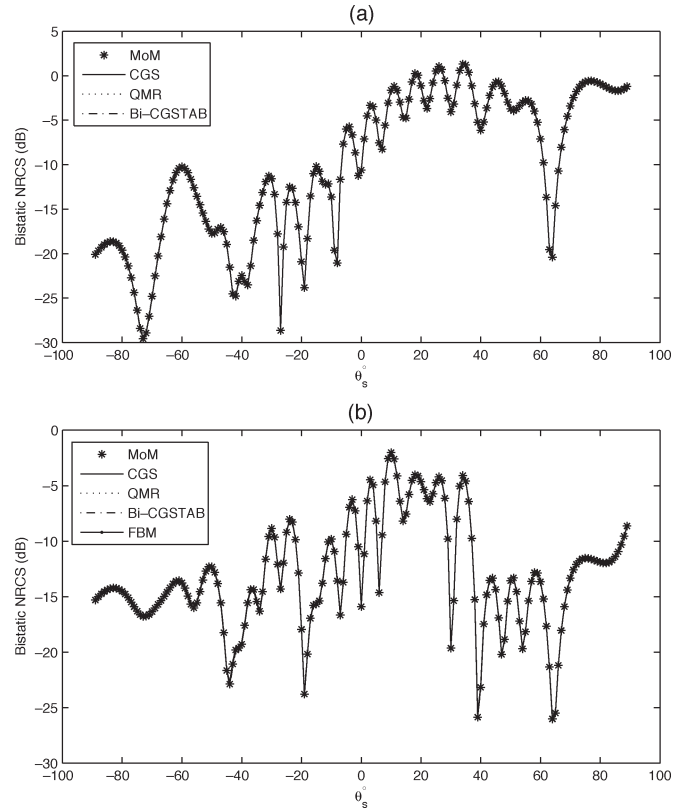 (a)
5
0
−5
−10
−15
−20
−25
−30
Bistatic NRCS (dB)
MoM
CGS
QMR
Bi−CGSTAB
−100 −80 −60 −40 −20 0 20 40 60 80 100
θs°
(b)
0
−5
−10
−15
−20
−25
−30
Bistatic NRCS (dB)
MoM
CGS
QMR
Bi−CGSTAB
FBM
−100 −80 −60 −40 −20 0 20 40 60 80 100
θs°